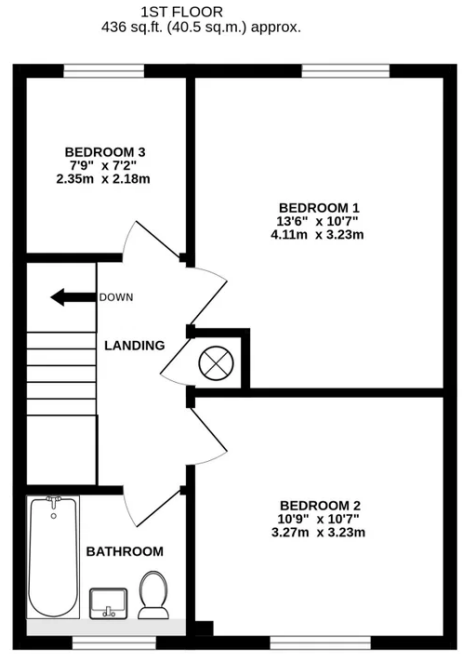 1ST FLOOR
436 sq.ft. (40.5 sq.m.) approx.
BEDROOM 3
7'9" x 7'2"
2.35m x 2.18m
BEDROOM 1
13'6" x 10'7"
4.11m x 3.23m
DOWN
LANDING
BEDROOM 2
10'9" x 10'7"
3.27m x 3.23m
BATHROOM